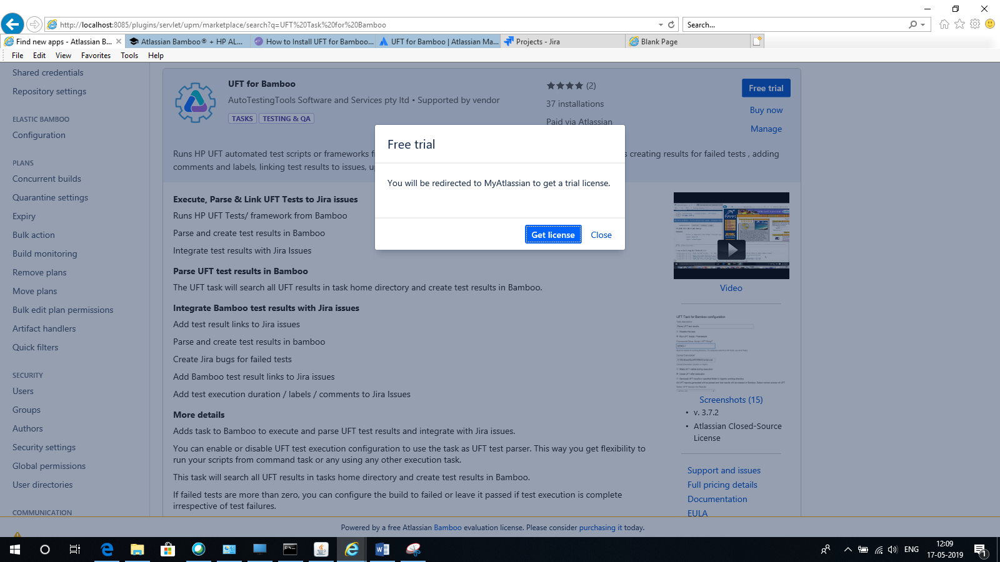 http://localhost:8085/plugins/servlet/upm/marketplace/search?q=UFT%20Task%20for%20Bamboo
Search...
Find new apps - Atlassian B...
Atlassian Bamboo® + HP AL...
How to Install UFT for Bamboo...
UFT for Bamboo | Atlassian Ma...
Projects - Jira
Blank Page
File Edit View Favorites Tools Help
Shared credentials
Repository settings
ELASTIC BAMBOO
Configuration
PLANS
Concurrent builds
Quarantine settings
Expiry
Bulk action
Build monitoring
Remove plans
Move plans
Bulk edit plan permissions
Artifact handlers
Quick filters
SECURITY
Users
Groups
Authors
Security settings
Global permissions
User directories
COMMUNICATION
UFT for Bamboo
AutoTestingTools Software and Services pty ltd • Supported by vendor
TASKS TESTING & QA
(2)
37 installations
Paid via Atlassian
Free trial
Buy now
Manage
Runs HP UFT automated test scripts or frameworks f
s creating results for failed tests , adding
comments and labels, linking test results to issues, u
Free trial
You will be redirected to MyAtlassian to get a trial license.
Get license Close
Execute, Parse & Link UFT Tests to Jira issues
Runs HP UFT Tests/ framework from Bamboo
Parse and create test results in Bamboo
Integrate test results with Jira Issues
Parse UFT test results in Bamboo
The UFT task will search all UFT results in task home directory and create test results in Bamboo.
Integrate Bamboo test results with Jira issues
Add test result links to Jira issues
Parse and create test results in bamboo
Create Jira bugs for failed tests
Add Bamboo test result links to Jira issues
Add test execution duration / labels / comments to Jira Issues
More details
Adds task to Bamboo to execute and parse UFT test results and integrate with Jira issues.
You can enable or disable UFT test execution configuration to use the task as UFT test parser. This way you get flexibility to
run your scripts from command task or any using any other execution task.
This task will search all UFT results in tasks home directory and create test results in Bamboo.
If failed tests are more than zero, you can configure the build to failed or leave it passed if test execution is complete
irrespective of test failures.
Video
UFT Task for Bamboo configuration
Screenshots (15)
• v. 3.7.2
• Atlassian Closed-Source
License
Support and issues
Full pricing details
Documentation
EULA
Powered by a free Atlassian Bamboo evaluation license. Please consider purchasing it today.
ENG
12:09
17-05-2019
1